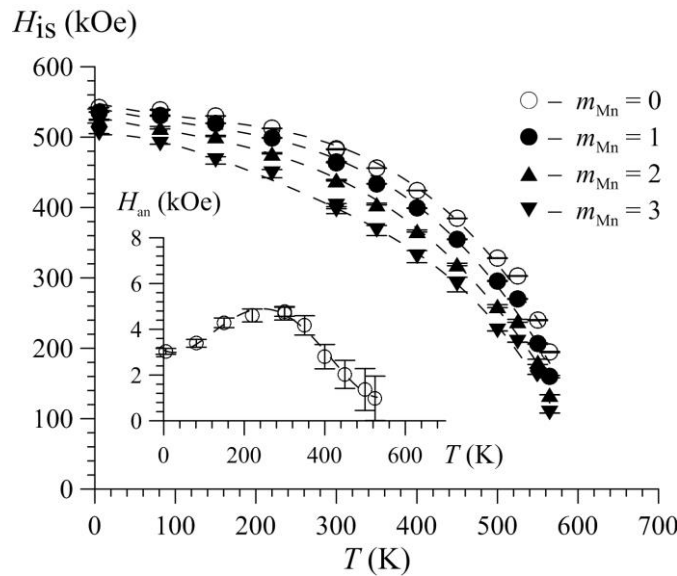 H_is (kOe)
600
500
400
300
200
100
0
0 100 200 300 400 500 600 700
T (K)
○ – m_Mn = 0
● – m_Mn = 1
▲ – m_Mn = 2
▼ – m_Mn = 3
H_an (kOe)
8
6
4
2
0
0 200 400 600
T (K)